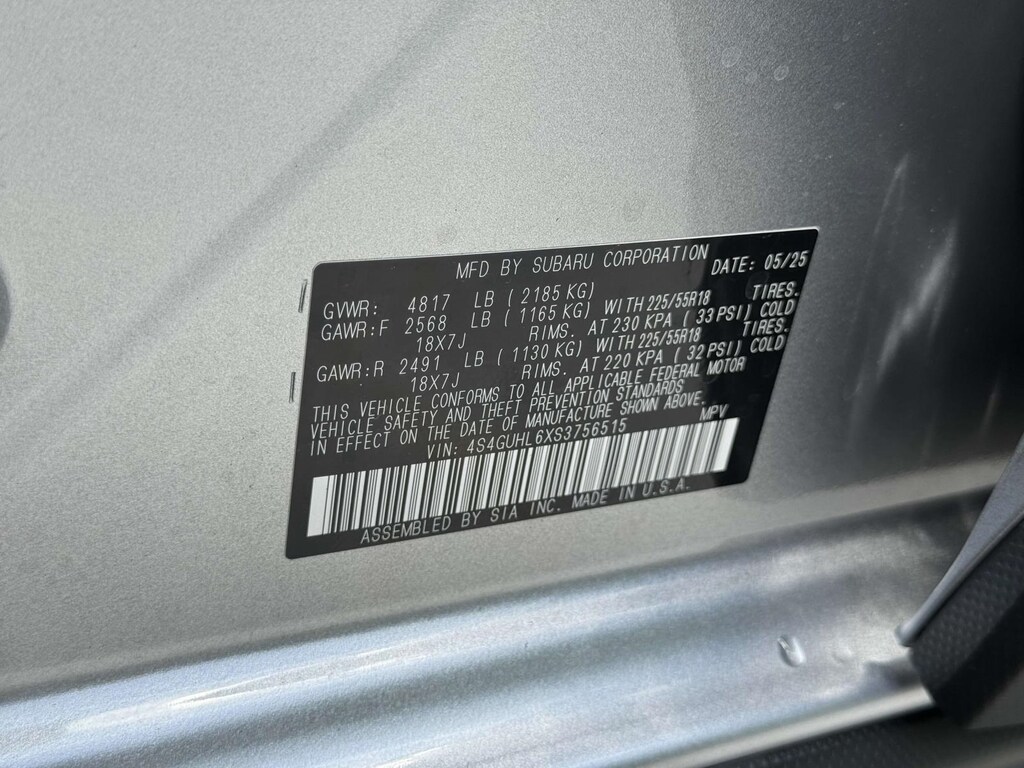 MFD BY SUBARU CORPORATION DATE: 05/25
GVWR: 4817 LB ( 2185 KG)
GAWR:F 2568 LB ( 1165 KG) WITH 225/55R18 TIRES.
18X7J RIMS. AT 230 KPA ( 33 PSI) COLD
GAWR:R 2491 LB ( 1130 KG) WITH 225/55R18 TIRES.
18X7J RIMS. AT 220 KPA ( 32 PSI) COLD
THIS VEHICLE CONFORMS TO ALL APPLICABLE FEDERAL MOTOR
VEHICLE SAFETY AND THEFT PREVENTION STANDARDS
IN EFFECT ON THE DATE OF MANUFACTURE SHOWN ABOVE.
VIN: 4S4GUHL6XS3756515 MPV
ASSEMBLED BY SIA INC. MADE IN U.S.A.